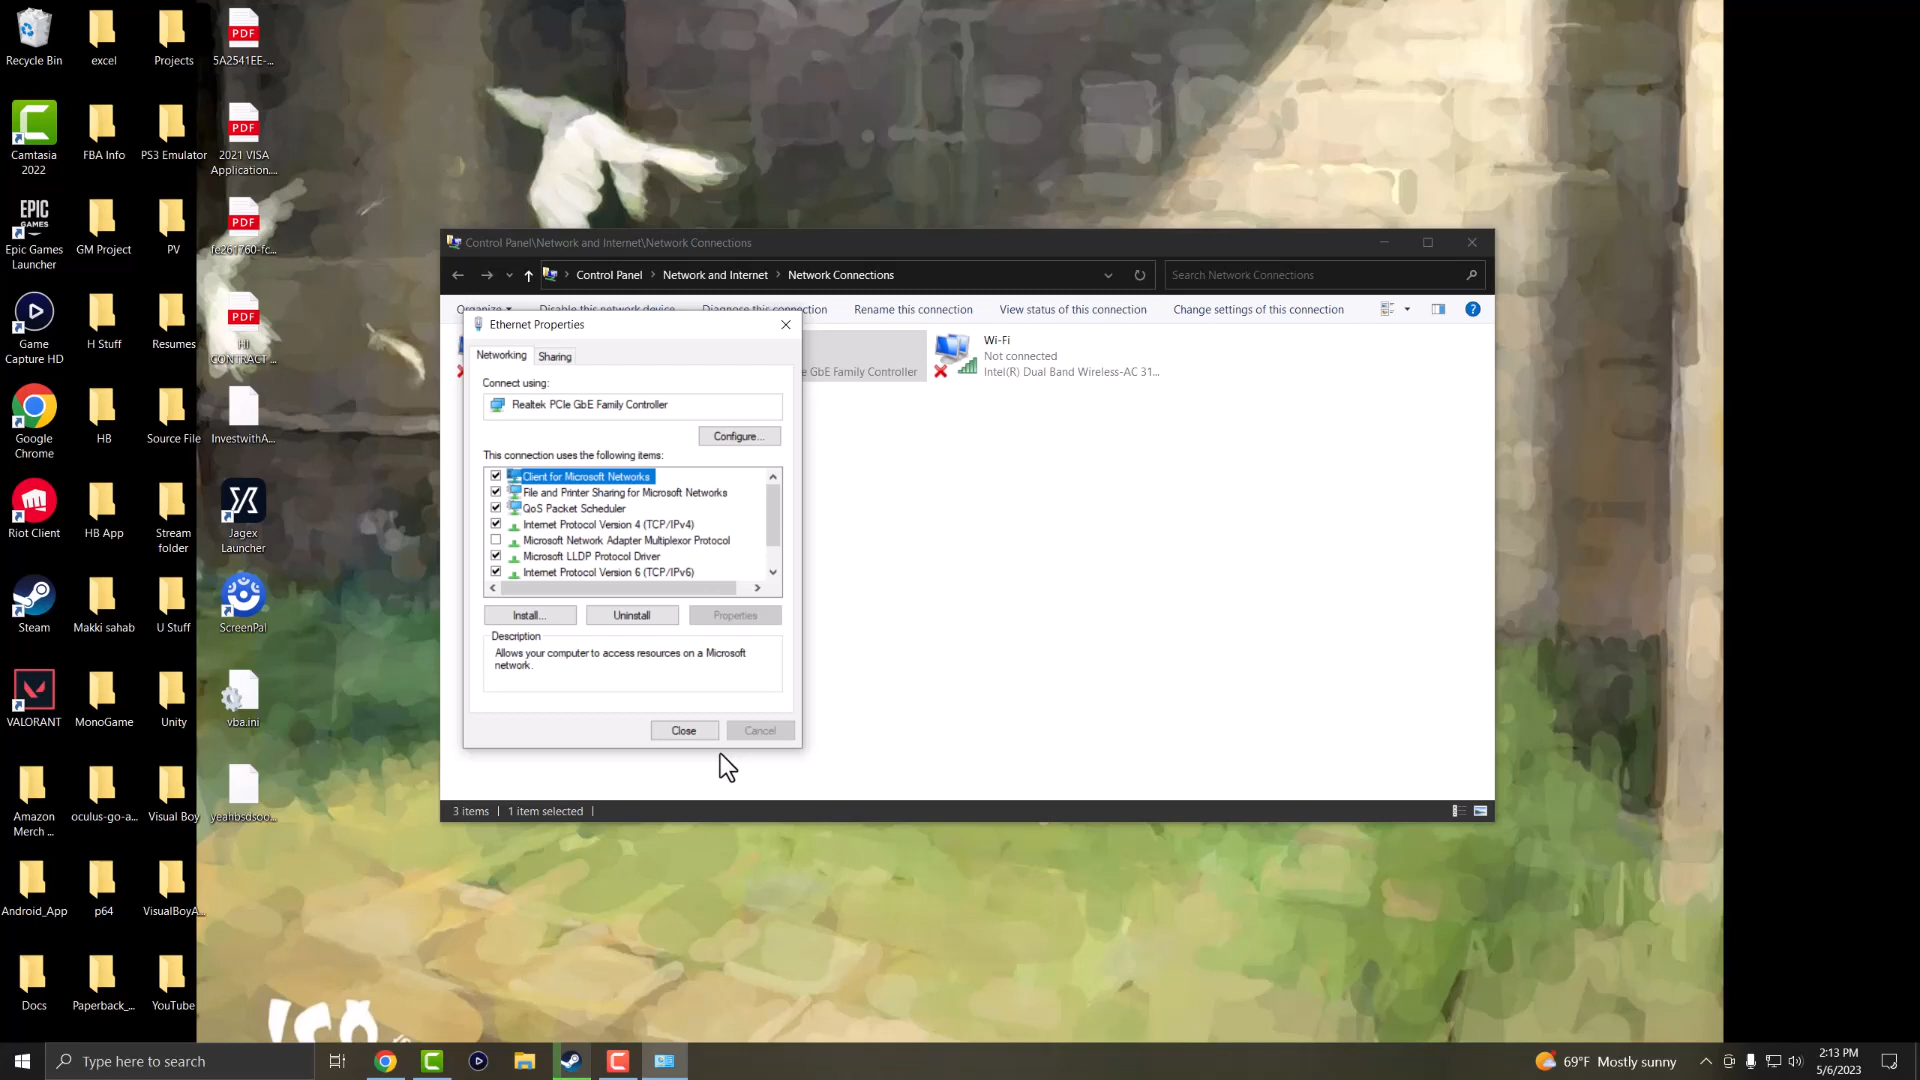 Recycle Bin
excel
Projects
5A2541EE-...
Camtasia
2022
FBA Info
PS3 Emulator
2021 VISA
Application....
Epic Games
Launcher
GM Project
PV
fe261760-fc...
Game
Capture HD
H Stuff
Resumes
HI
CONTRACT ...
Google
Chrome
HB
Source File
InvestwithA...
Riot Client
HB App
Stream
folder
Jagex
Launcher
Steam
Makki sahab
U Stuff
ScreenPal
VALORANT
MonoGame
Unity
vba.ini
Amazon
Merch ...
oculus-go-a...
Visual Boy
yeahbsdsoo...
Android_App
p64
VisualBoyA...
Docs
Paperback_...
YouTube
PDF
PDF
PDF
PDF
EPIC
GAMES
ICO
Control Panel\Network and Internet\Network Connections
Control Panel
Network and Internet
Network Connections
Search Network Connections
Organize
Disable this network device
Diagnose this connection
Rename this connection
View status of this connection
Change settings of this connection
Wi-Fi
Not connected
Intel(R) Dual Band Wireless-AC 31...
e GbE Family Controller
Ethernet Properties
Networking
Sharing
Connect using:
Realtek PCIe GbE Family Controller
Configure...
This connection uses the following items:
Client for Microsoft Networks
File and Printer Sharing for Microsoft Networks
QoS Packet Scheduler
Internet Protocol Version 4 (TCP/IPv4)
Microsoft Network Adapter Multiplexor Protocol
Microsoft LLDP Protocol Driver
Internet Protocol Version 6 (TCP/IPv6)
Install...
Uninstall
Properties
Description
Allows your computer to access resources on a Microsoft
network.
Close
Cancel
3 items
1 item selected
Type here to search
69°F Mostly sunny
2:13 PM
5/6/2023